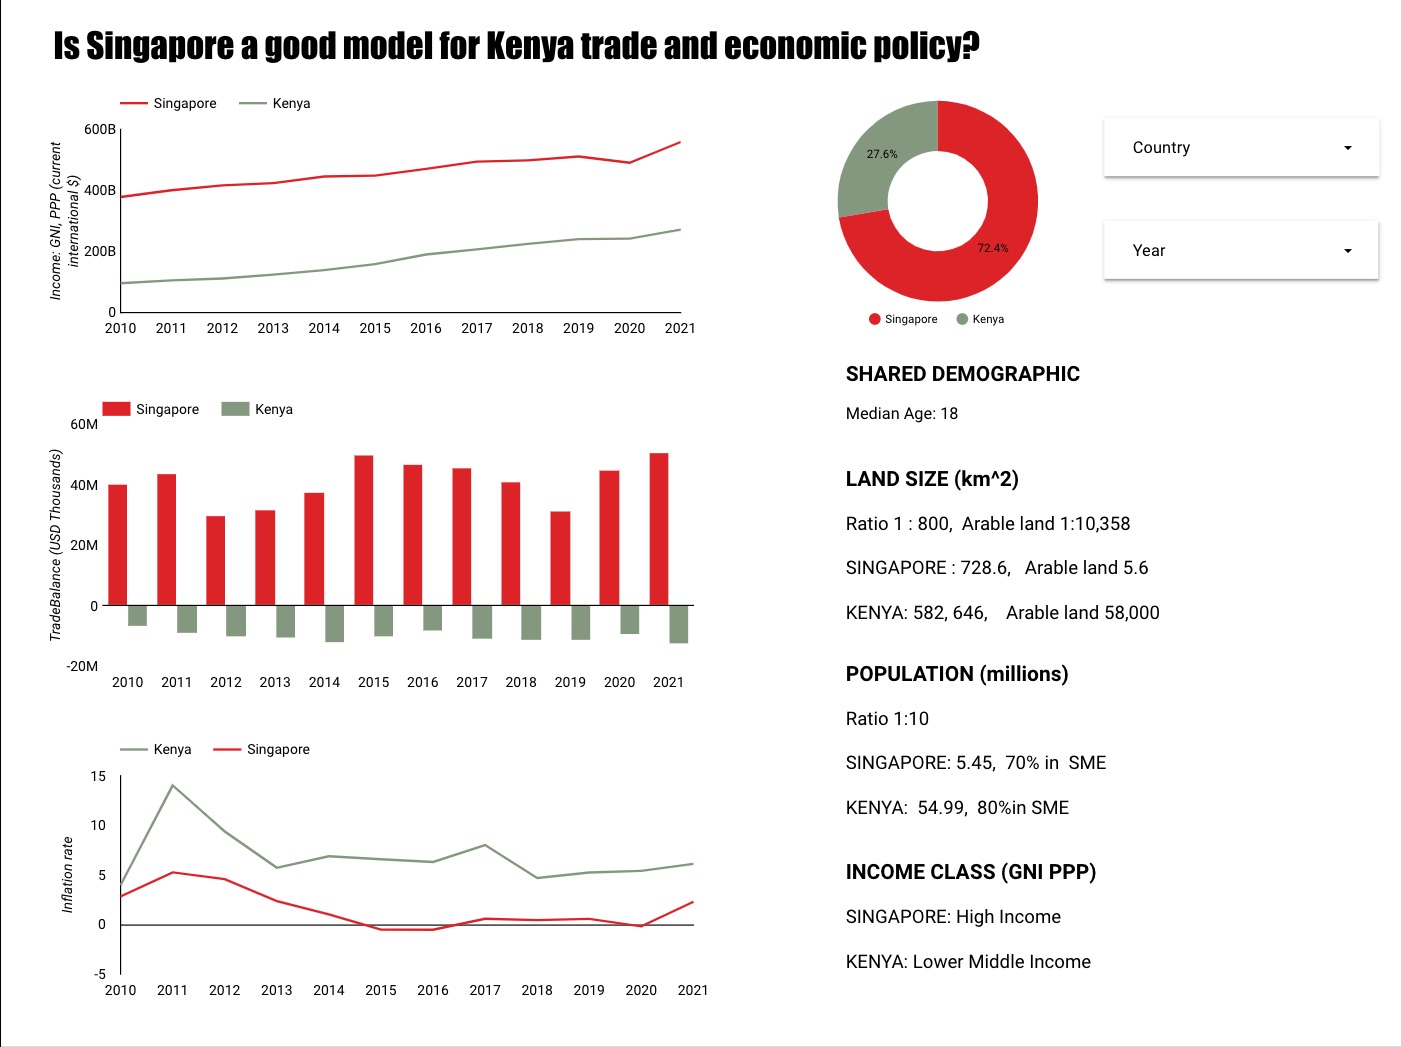 Is Singapore a good model for Kenya trade and economic policy?
Singapore Kenya
Income: GNI, PPP (current
international $)
600B
400B
200B
0
2010 2011 2012 2013 2014 2015 2016 2017 2018 2019 2020 2021
27.6%
72.4%
Singapore Kenya
Country
Year
Singapore Kenya
TradeBalance (USD Thousands)
60M
40M
20M
0
-20M
2010 2011 2012 2013 2014 2015 2016 2017 2018 2019 2020 2021
Kenya Singapore
Inflation rate
15
10
5
0
-5
2010 2011 2012 2013 2014 2015 2016 2017 2018 2019 2020 2021
SHARED DEMOGRAPHIC
Median Age: 18
LAND SIZE (km^2)
Ratio 1 : 800, Arable land 1:10,358
SINGAPORE : 728.6, Arable land 5.6
KENYA: 582, 646, Arable land 58,000
POPULATION (millions)
Ratio 1:10
SINGAPORE: 5.45, 70% in SME
KENYA: 54.99, 80%in SME
INCOME CLASS (GNI PPP)
SINGAPORE: High Income
KENYA: Lower Middle Income